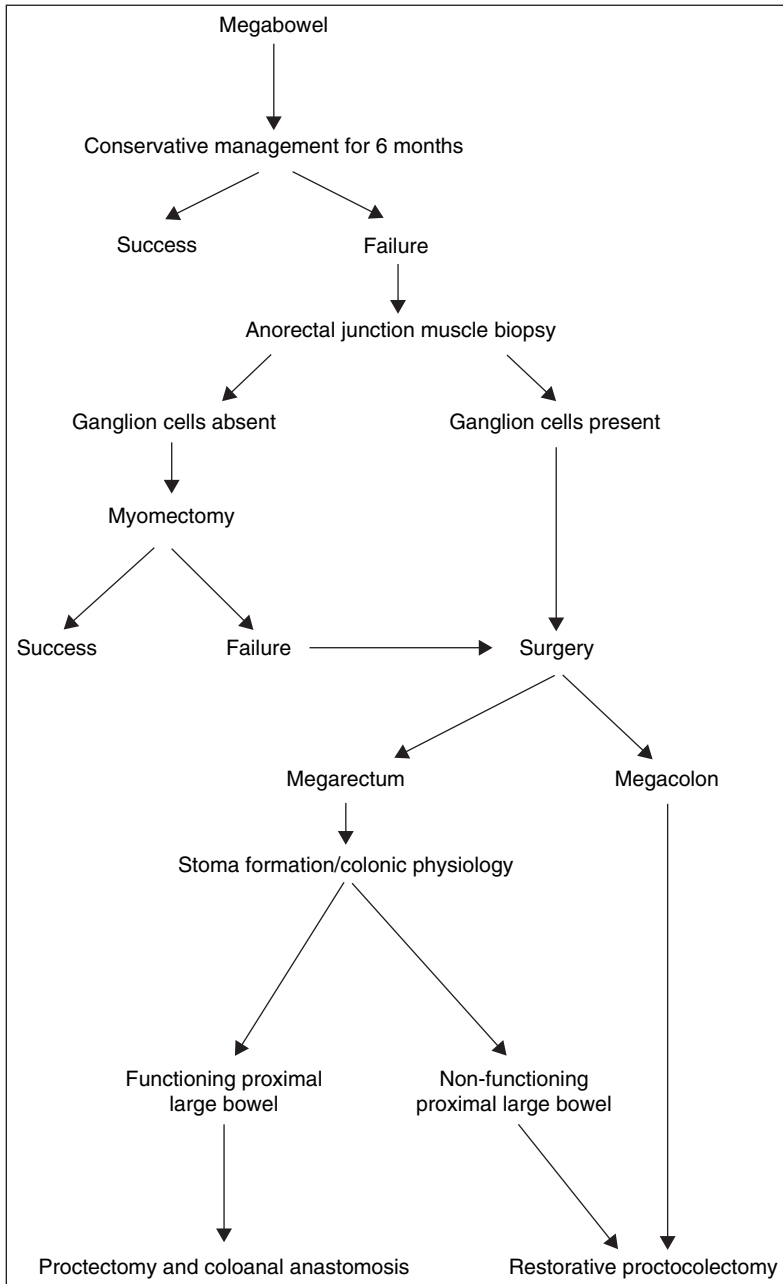 Megabowel
Conservative management for 6 months
Success
Failure
Anorectal junction muscle biopsy
Ganglion cells absent
Ganglion cells present
Myomectomy
Success
Failure
Surgery
Megarectum
Megacolon
Stoma formation/colonic physiology
Functioning proximal
large bowel
Non-functioning
proximal large bowel
Proctectomy and coloanal anastomosis
Restorative proctocolectomy